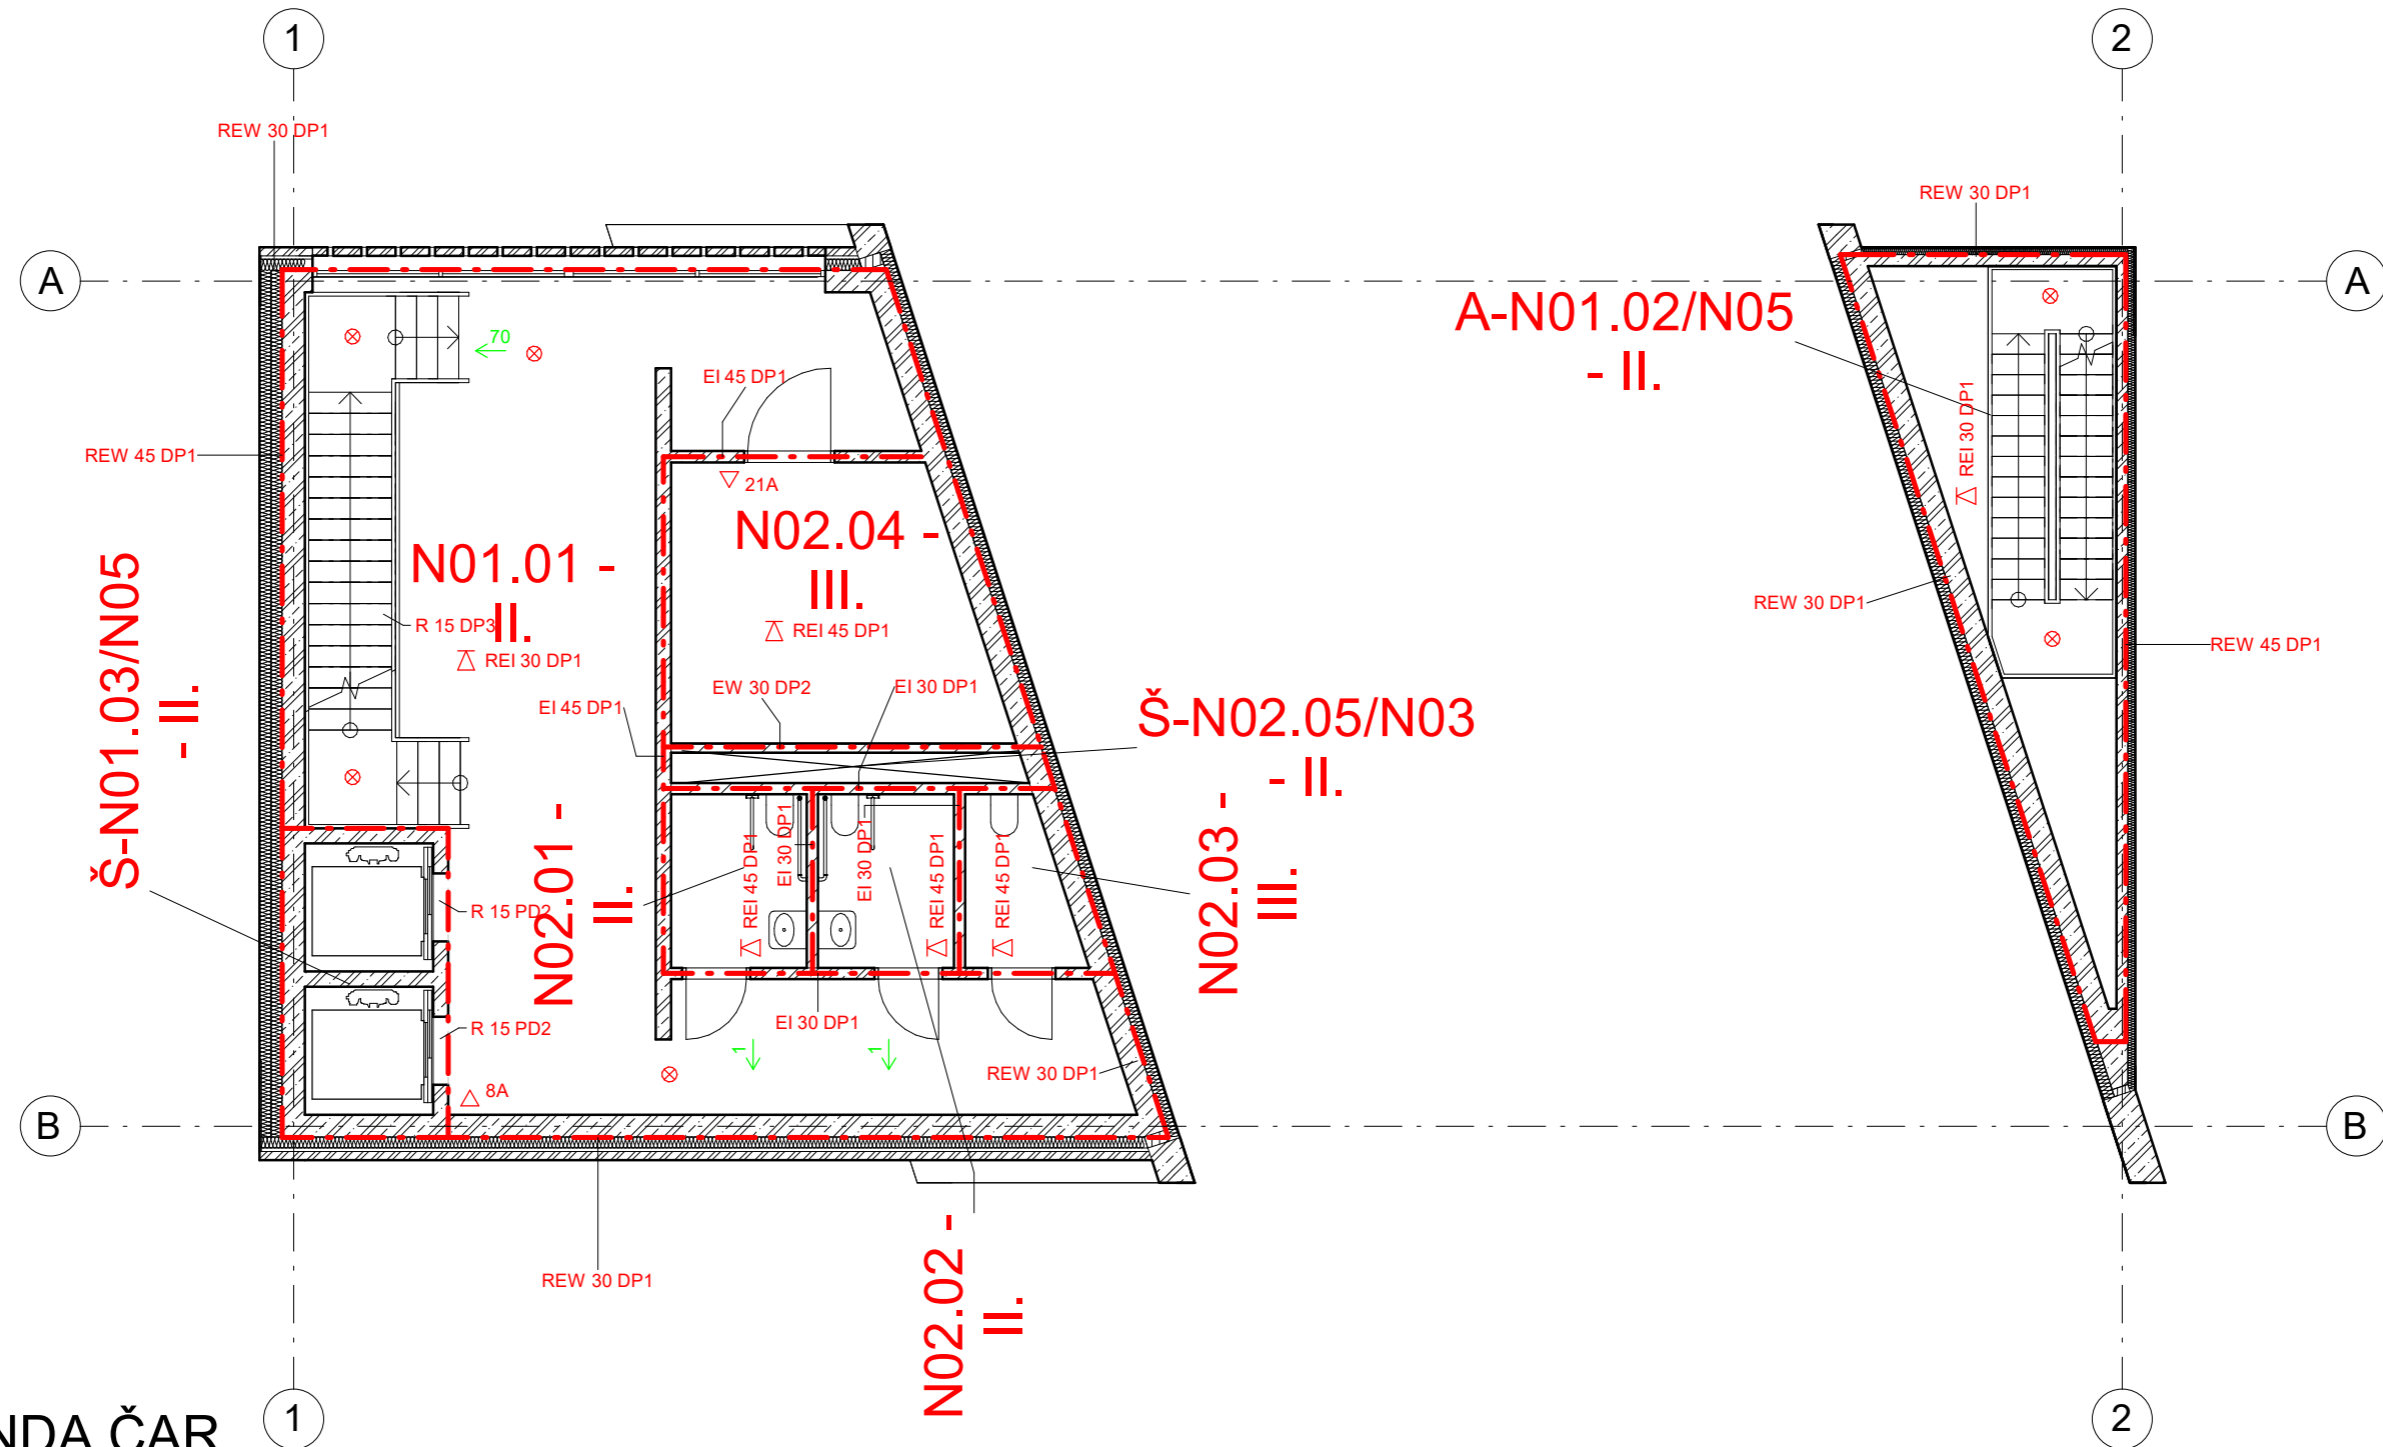 1
2
REW 30 DP1
REW 30 DP1
A
A
A-N01.02/N05
- II.
70
EI 45 DP1
REI 30 DP1
REW 45 DP1
21A
N02.04 -
III.
N01.01 -
II.
R 15 DP3
REI 45 DP1
REI 30 DP1
REW 30 DP1
REW 45 DP1
Š-N01.03/N05
- II.
EW 30 DP2
EI 30 DP1
EI 45 DP1
Š-N02.05/N03
- II.
N02.01 -
II.
REI 45 DP1
EI 30 DP1
EI 30 DP1
REI 45 DP1
REI 45 DP1
N02.03 -
III.
R 15 PD2
R 15 PD2
EI 30 DP1
1
1
REW 30 DP1
8A
B
B
REW 30 DP1
N02.02 -
II.
1
2
NDA ČAR